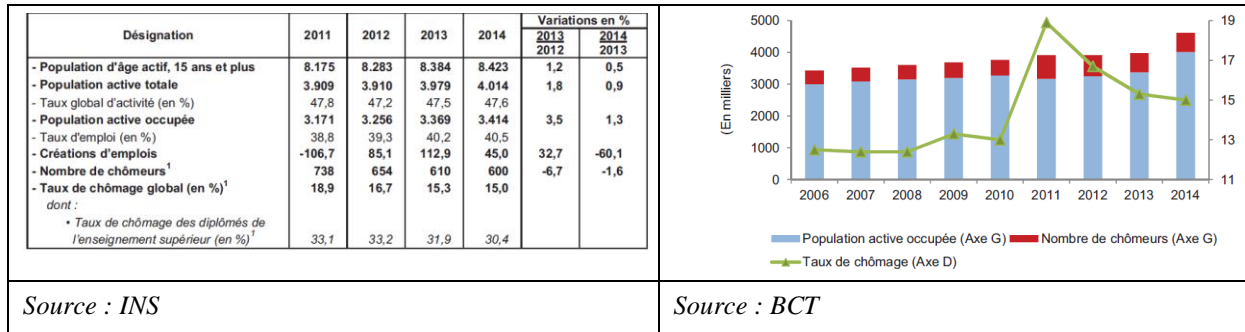 Désignation 2011 2012 2013 2014 Variations en %
2013 2012 2014 2013
- Population d'âge actif, 15 ans et plus 8.175 8.283 8.384 8.423 1,2 0,5
- Population active totale 3.909 3.910 3.979 4.014 1,8 0,9
- Taux global d'activité (en %) 47,8 47,2 47,5 47,6
- Population active occupée 3.171 3.256 3.369 3.414 3,5 1,3
- Taux d'emploi (en %) 38,8 39,3 40,2 40,5
- Créations d'emplois -106,7 85,1 112,9 45,0 32,7 -60,1
- Nombre de chômeurs¹ 738 654 610 600 -6,7 -1,6
- Taux de chômage global (en %)¹ 18,9 16,7 15,3 15,0
dont :
• Taux de chômage des diplômés de
l'enseignement supérieur (en %)¹ 33,1 33,2 31,9 30,4
Source : INS
(En milliers)
5000 19
4000 17
3000
15
2000
13
1000
0 11
2006 2007 2008 2009 2010 2011 2012 2013 2014
Population active occupée (Axe G) Nombre de chômeurs (Axe G)
Taux de chômage (Axe D)
Source : BCT